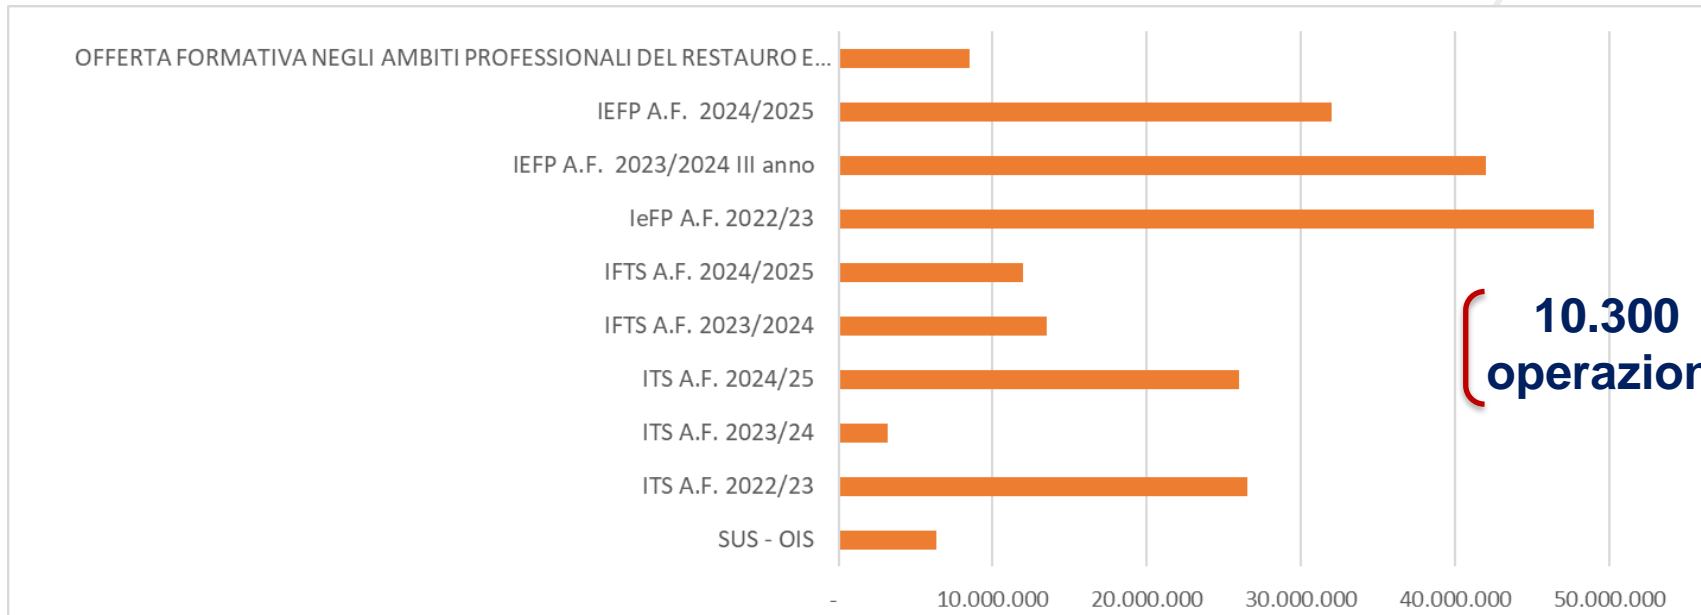 OFFERTA FORMATIVA NEGLI AMBITI PROFESSIONALI DEL RESTAURO E...
IEFP A.F. 2024/2025
IEFP A.F. 2023/2024 III anno
IeFP A.F. 2022/23
IFTS A.F. 2024/2025
IFTS A.F. 2023/2024
ITS A.F. 2024/25
ITS A.F. 2023/24
ITS A.F. 2022/23
SUS - OIS
10.300
operazion
- 10.000.000 20.000.000 30.000.000 40.000.000 50.000.000